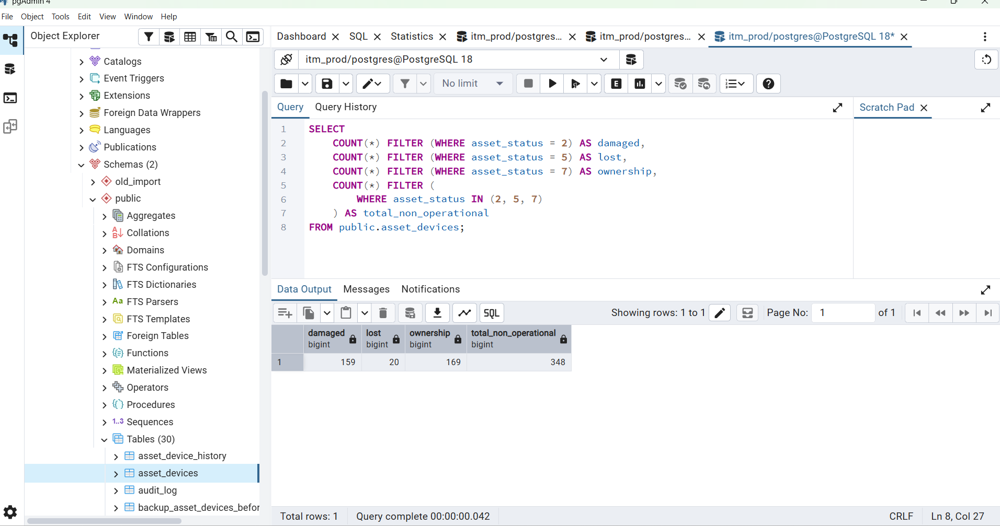 pgAdmin 4
File Object Tools Edit View Window Help
Object Explorer
Dashboard SQL Statistics itm_prod/postgres... itm_prod/postgres... itm_prod/postgres@PostgreSQL 18*
itm_prod/postgres@PostgreSQL 18
No limit
E
Query Query History
Scratch Pad
Catalogs
Event Triggers
Extensions
Foreign Data Wrappers
Languages
Publications
Schemas (2)
old_import
public
Aggregates
Collations
Domains
FTS Configurations
FTS Dictionaries
Aa FTS Parsers
FTS Templates
Foreign Tables
Functions
Materialized Views
Operators
Procedures
1..3 Sequences
Tables (30)
asset_device_history
asset_devices
audit_log
backup_asset_devices_befor
1 SELECT
2 COUNT(*) FILTER (WHERE asset_status = 2) AS damaged,
3 COUNT(*) FILTER (WHERE asset_status = 5) AS lost,
4 COUNT(*) FILTER (WHERE asset_status = 7) AS ownership,
5 COUNT(*) FILTER (
6 WHERE asset_status IN (2, 5, 7)
7 ) AS total_non_operational
8 FROM public.asset_devices;
Data Output Messages Notifications
SQL Showing rows: 1 to 1 Page No: 1 of 1
damaged lost ownership total_non_operational
bigint bigint bigint bigint
1 159 20 169 348
Total rows: 1 Query complete 00:00:00.042 CRLF Ln 8, Col 27